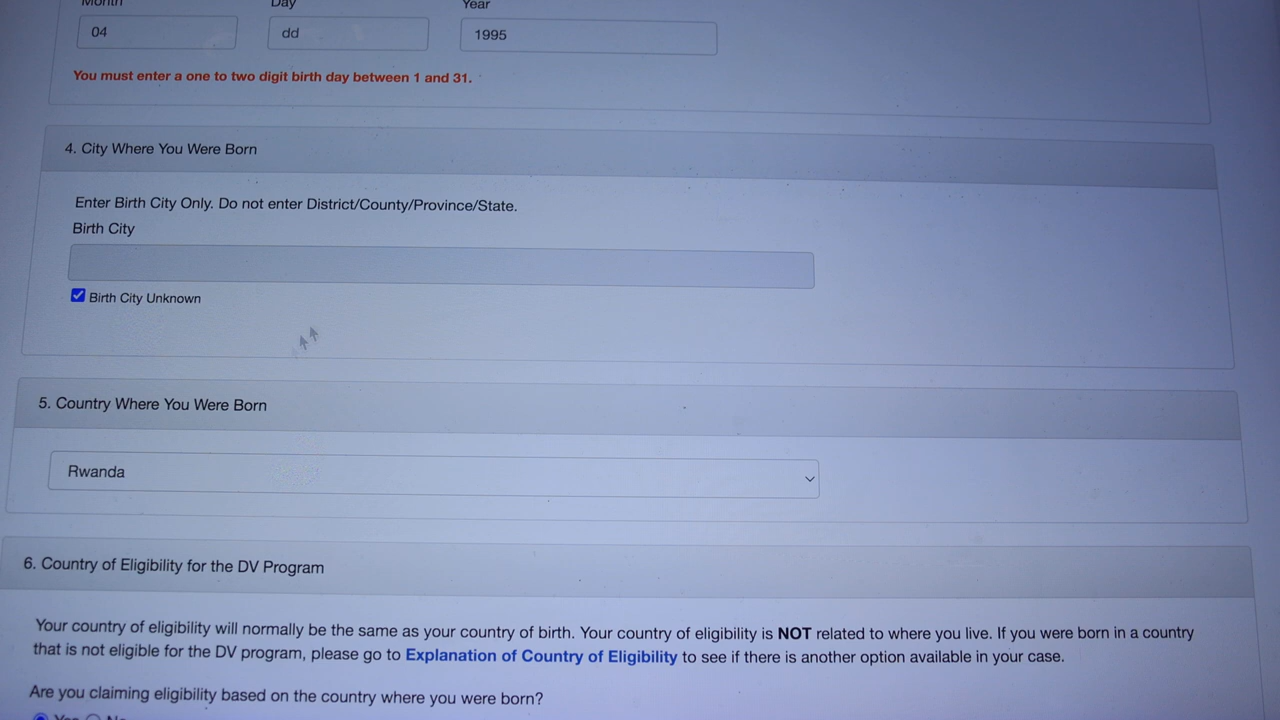 Month Day Year
04 dd 1995
You must enter a one to two digit birth day between 1 and 31.
4. City Where You Were Born
Enter Birth City Only. Do not enter District/County/Province/State.
Birth City
Birth City Unknown
5. Country Where You Were Born
Rwanda
6. Country of Eligibility for the DV Program
Your country of eligibility will normally be the same as your country of birth. Your country of eligibility is NOT related to where you live. If you were born in a country
that is not eligible for the DV program, please go to Explanation of Country of Eligibility to see if there is another option available in your case.
Are you claiming eligibility based on the country where you were born?
Yes No